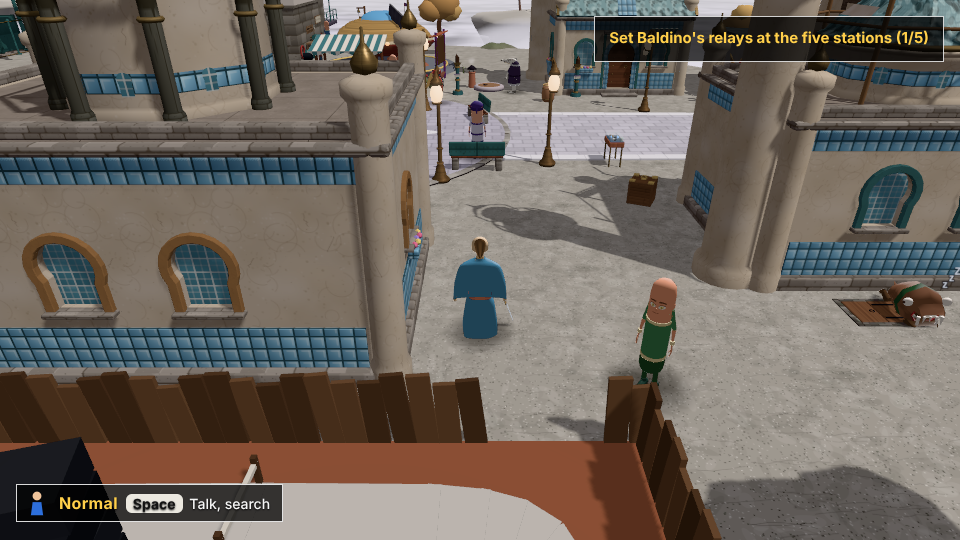 Set Baldino's relays at the five stations (1/5)
z
z
z
Normal Space Talk, search